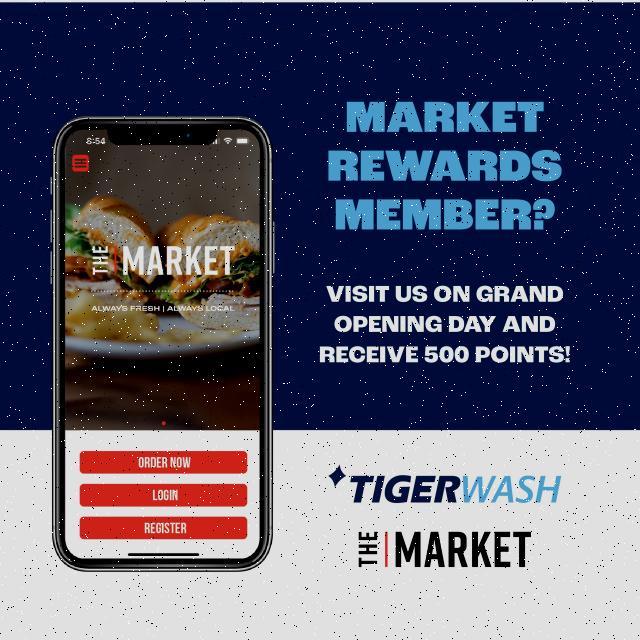 MARKET
REWARDS
MEMBER?
VISIT US ON GRAND
OPENING DAY AND
RECEIVE 500 POINTS!
8:54
THE MARKET
ALWAYS FRESH | ALWAYS LOCAL
ORDER NOW
LOGIN
REGISTER
TIGERWASH
THE MARKET